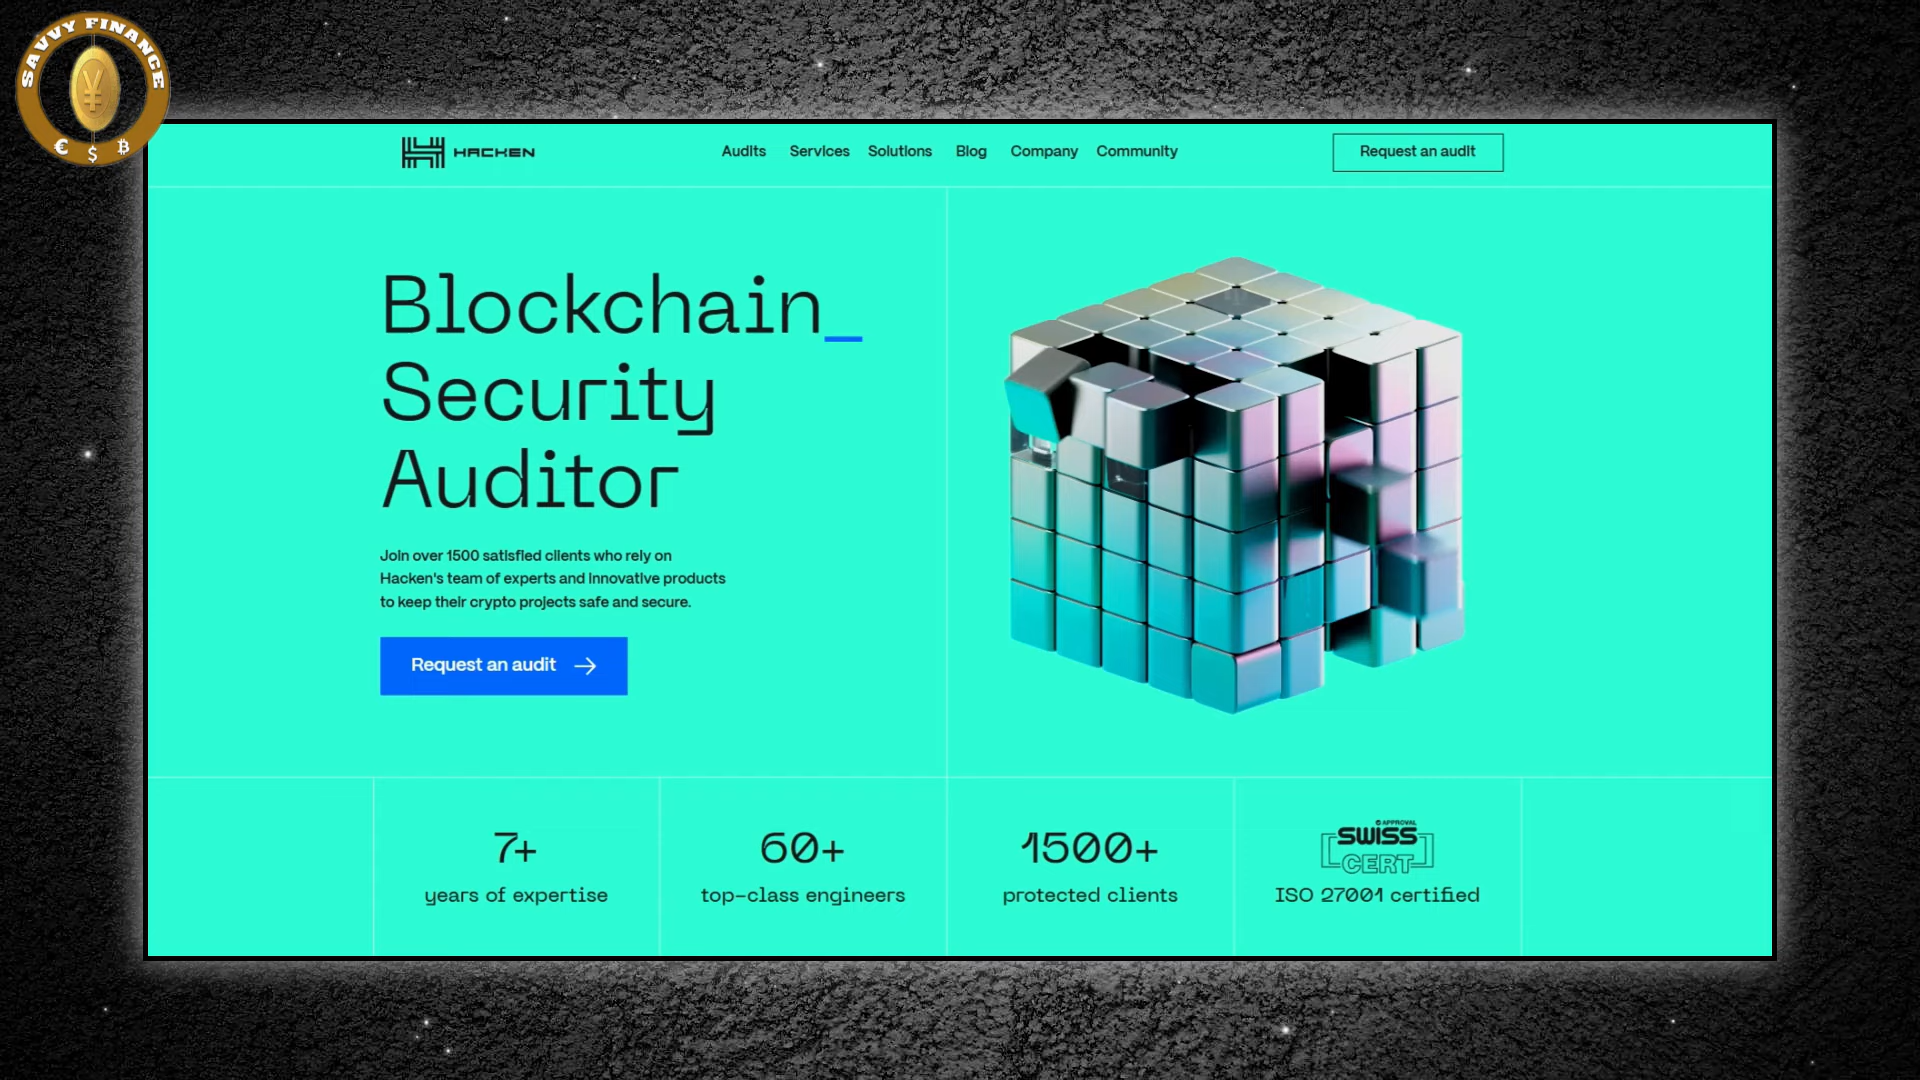 SAVVY FINANCE
¥
€ $ ₿
HACKEN
Audits Services Solutions Blog Company Community
Request an audit
Blockchain_
Security
Auditor
Join over 1500 satisfied clients who rely on
Hacken's team of experts and innovative products
to keep their crypto projects safe and secure.
Request an audit →
7+
years of expertise
60+
top-class engineers
1500+
protected clients
APPROVAL
SWISS
CERT
ISO 27001 certified